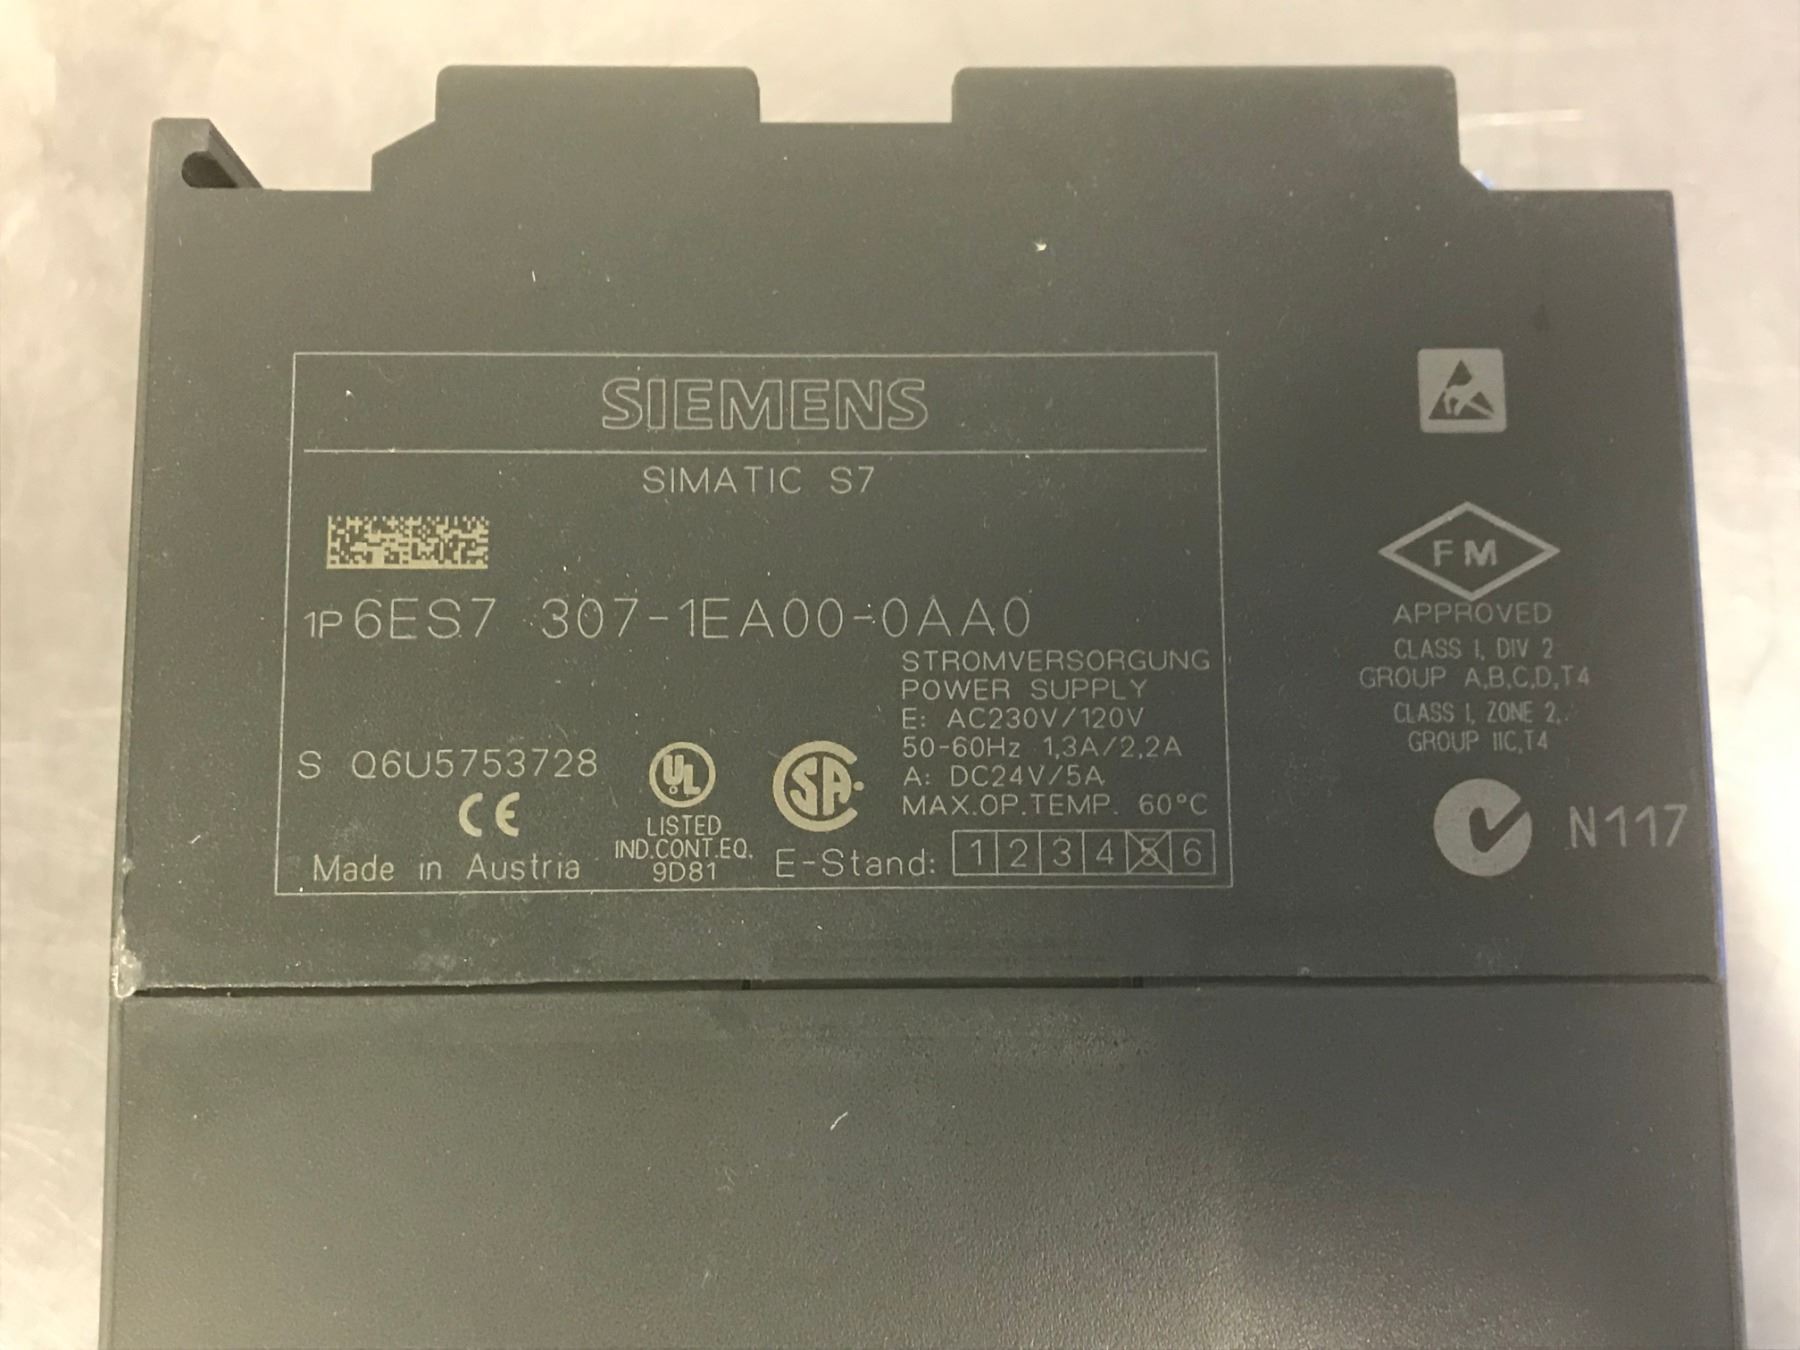 SIEMENS
SIMATIC S7
1P 6ES7 307-1EA00-0AA0
STROMVERSORGUNG
POWER SUPPLY
E: AC230V/120V
50-60Hz 1,3A/2,2A
A: DC24V/5A
MAX.OP.TEMP. 60°C
S Q6U5753728
CE
Made in Austria
UL
LISTED
IND.CONT.EQ.
9D81
SA
E-Stand: 1 2 3 4 5 6
FM
APPROVED
CLASS I, DIV 2
GROUP A,B,C,D,T4
CLASS I, ZONE 2,
GROUP IIC,T4
N117